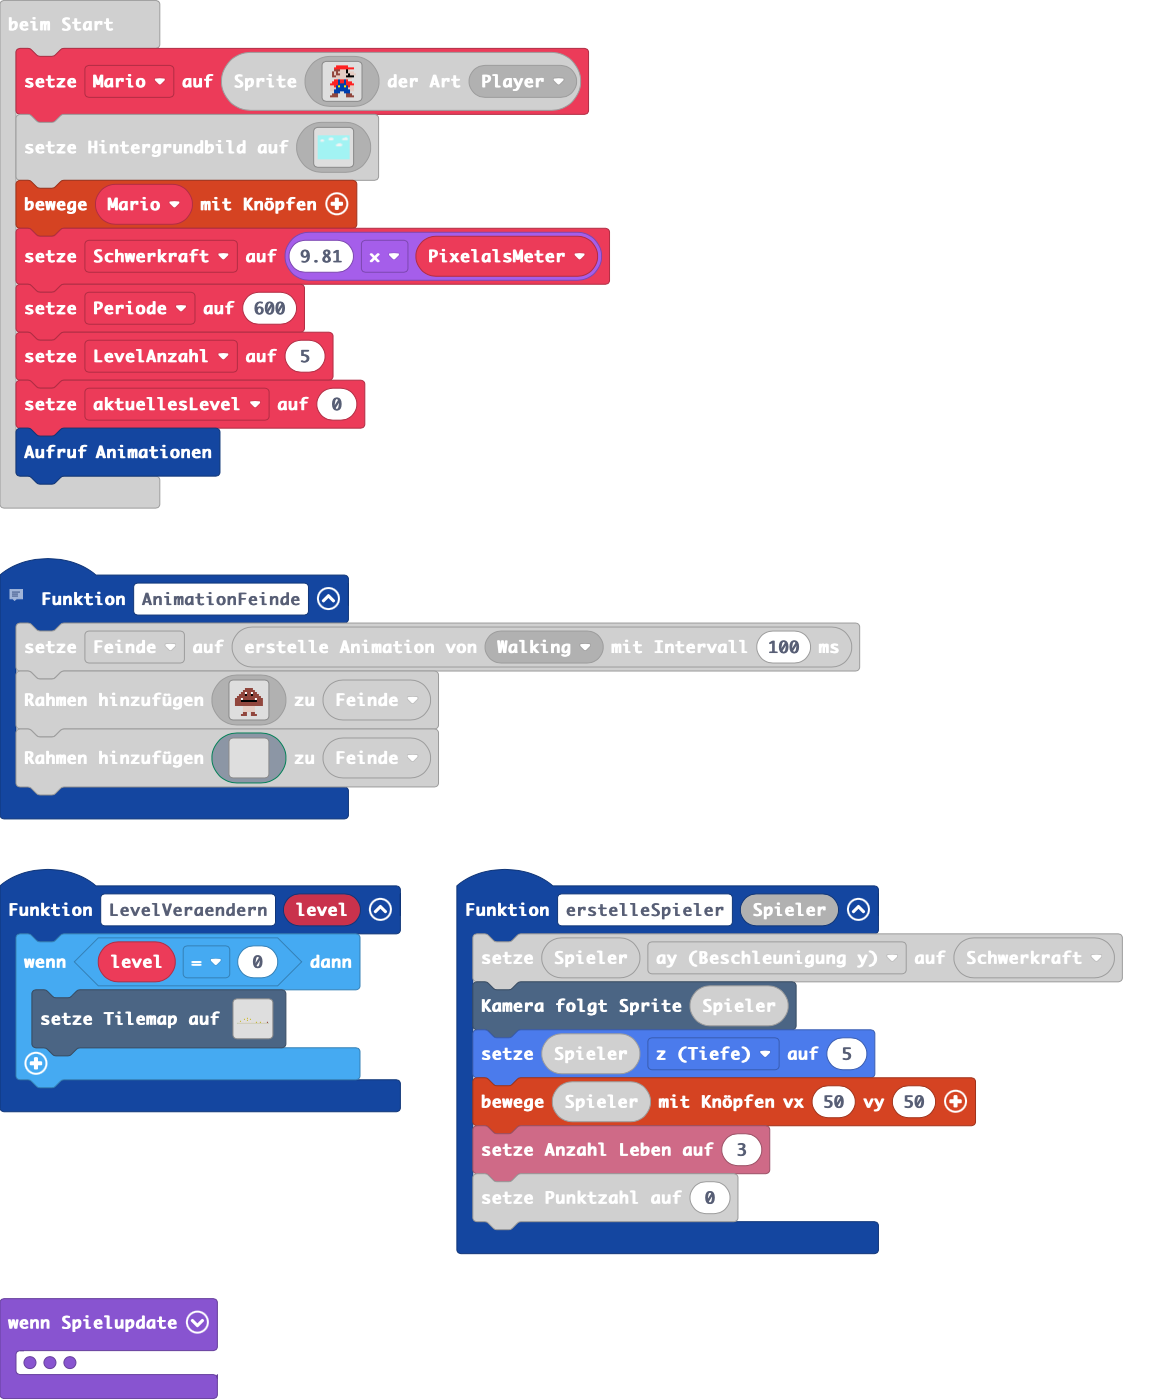 beim Start
setze Mario auf Sprite der Art Player
setze Hintergrundbild auf
bewege Mario mit Knöpfen
setze Schwerkraft auf 9.81 x PixelalsMeter
setze Periode auf 600
setze LevelAnzahl auf 5
setze aktuellesLevel auf 0
Aufruf Animationen
Funktion AnimationFeinde
setze Feinde auf erstelle Animation von Walking mit Intervall 100 ms
Rahmen hinzufügen zu Feinde
Rahmen hinzufügen zu Feinde
Funktion LevelVeraendern level
wenn level = 0 dann
setze Tilemap auf
Funktion erstelleSpieler Spieler
setze Spieler ay (Beschleunigung y) auf Schwerkraft
Kamera folgt Sprite Spieler
setze Spieler z (Tiefe) auf 5
bewege Spieler mit Knöpfen vx 50 vy 50
setze Anzahl Leben auf 3
setze Punktzahl auf 0
wenn Spielupdate